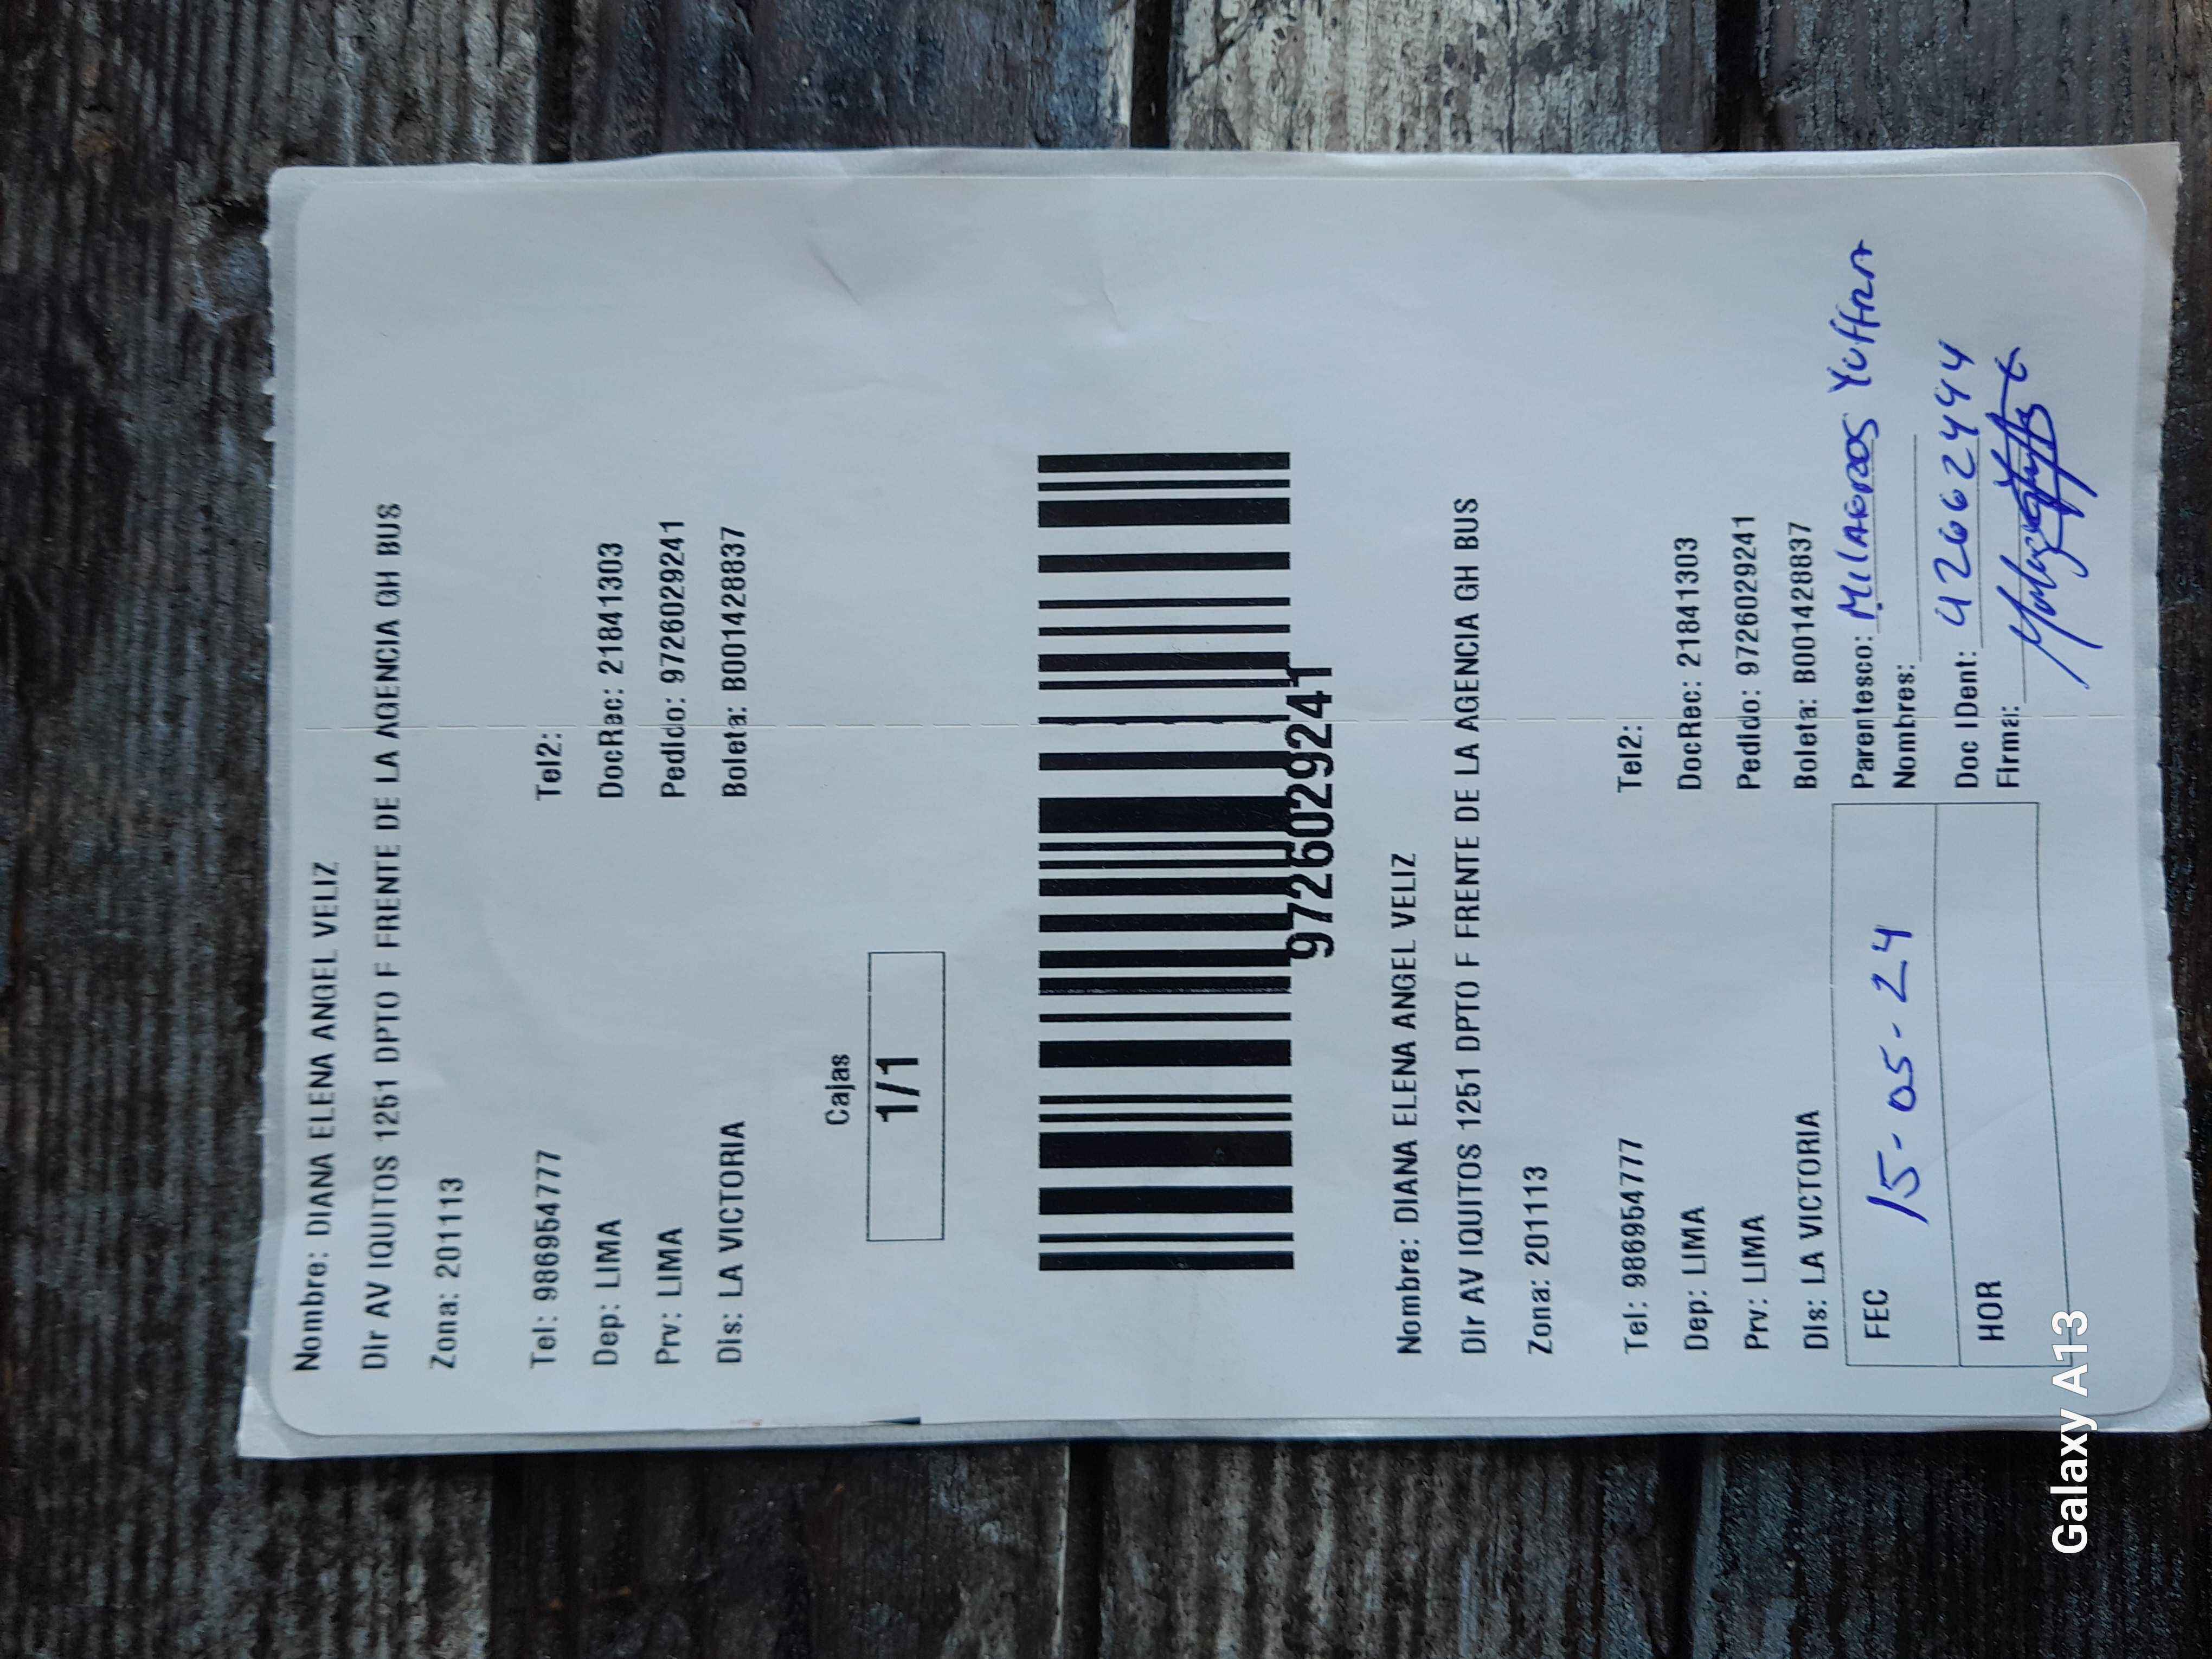 Nombre: DIANA ELENA ANGEL VELIZ
Dir AV IQUITOS 1251 DPTO F FRENTE DE LA AGENCIA GH BUS
Zona: 201113
Tel: 986954777 Tel2:
Dep: LIMA DocRec: 21841303
Prv: LIMA Pedido: 9726029241
Dis: LA VICTORIA Boleta: B001428837
Cajas
1/1
9726029241
Nombre: DIANA ELENA ANGEL VELIZ
Dir AV IQUITOS 1251 DPTO F FRENTE DE LA AGENCIA GH BUS
Zona: 201113
Tel: 986954777 Tel2:
Dep: LIMA DocRec: 21841303
Prv: LIMA Pedido: 9726029241
Dis: LA VICTORIA Boleta: B001428837
FEC 15-05-24 Parentesco: MILAGROS YUFFRA
Nombres:
HOR Doc IDent: 42662444
Firma:
Galaxy A13